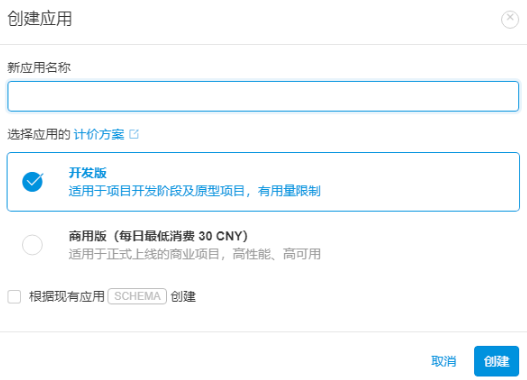 创建应用
新应用名称
选择应用的 计价方案
开发版
适用于项目开发阶段及原型项目，有用量限制
商用版（每日最低消费 30 CNY）
适用于正式上线的商业项目，高性能、高可用
根据现有应用 SCHEMA 创建
取消 创建